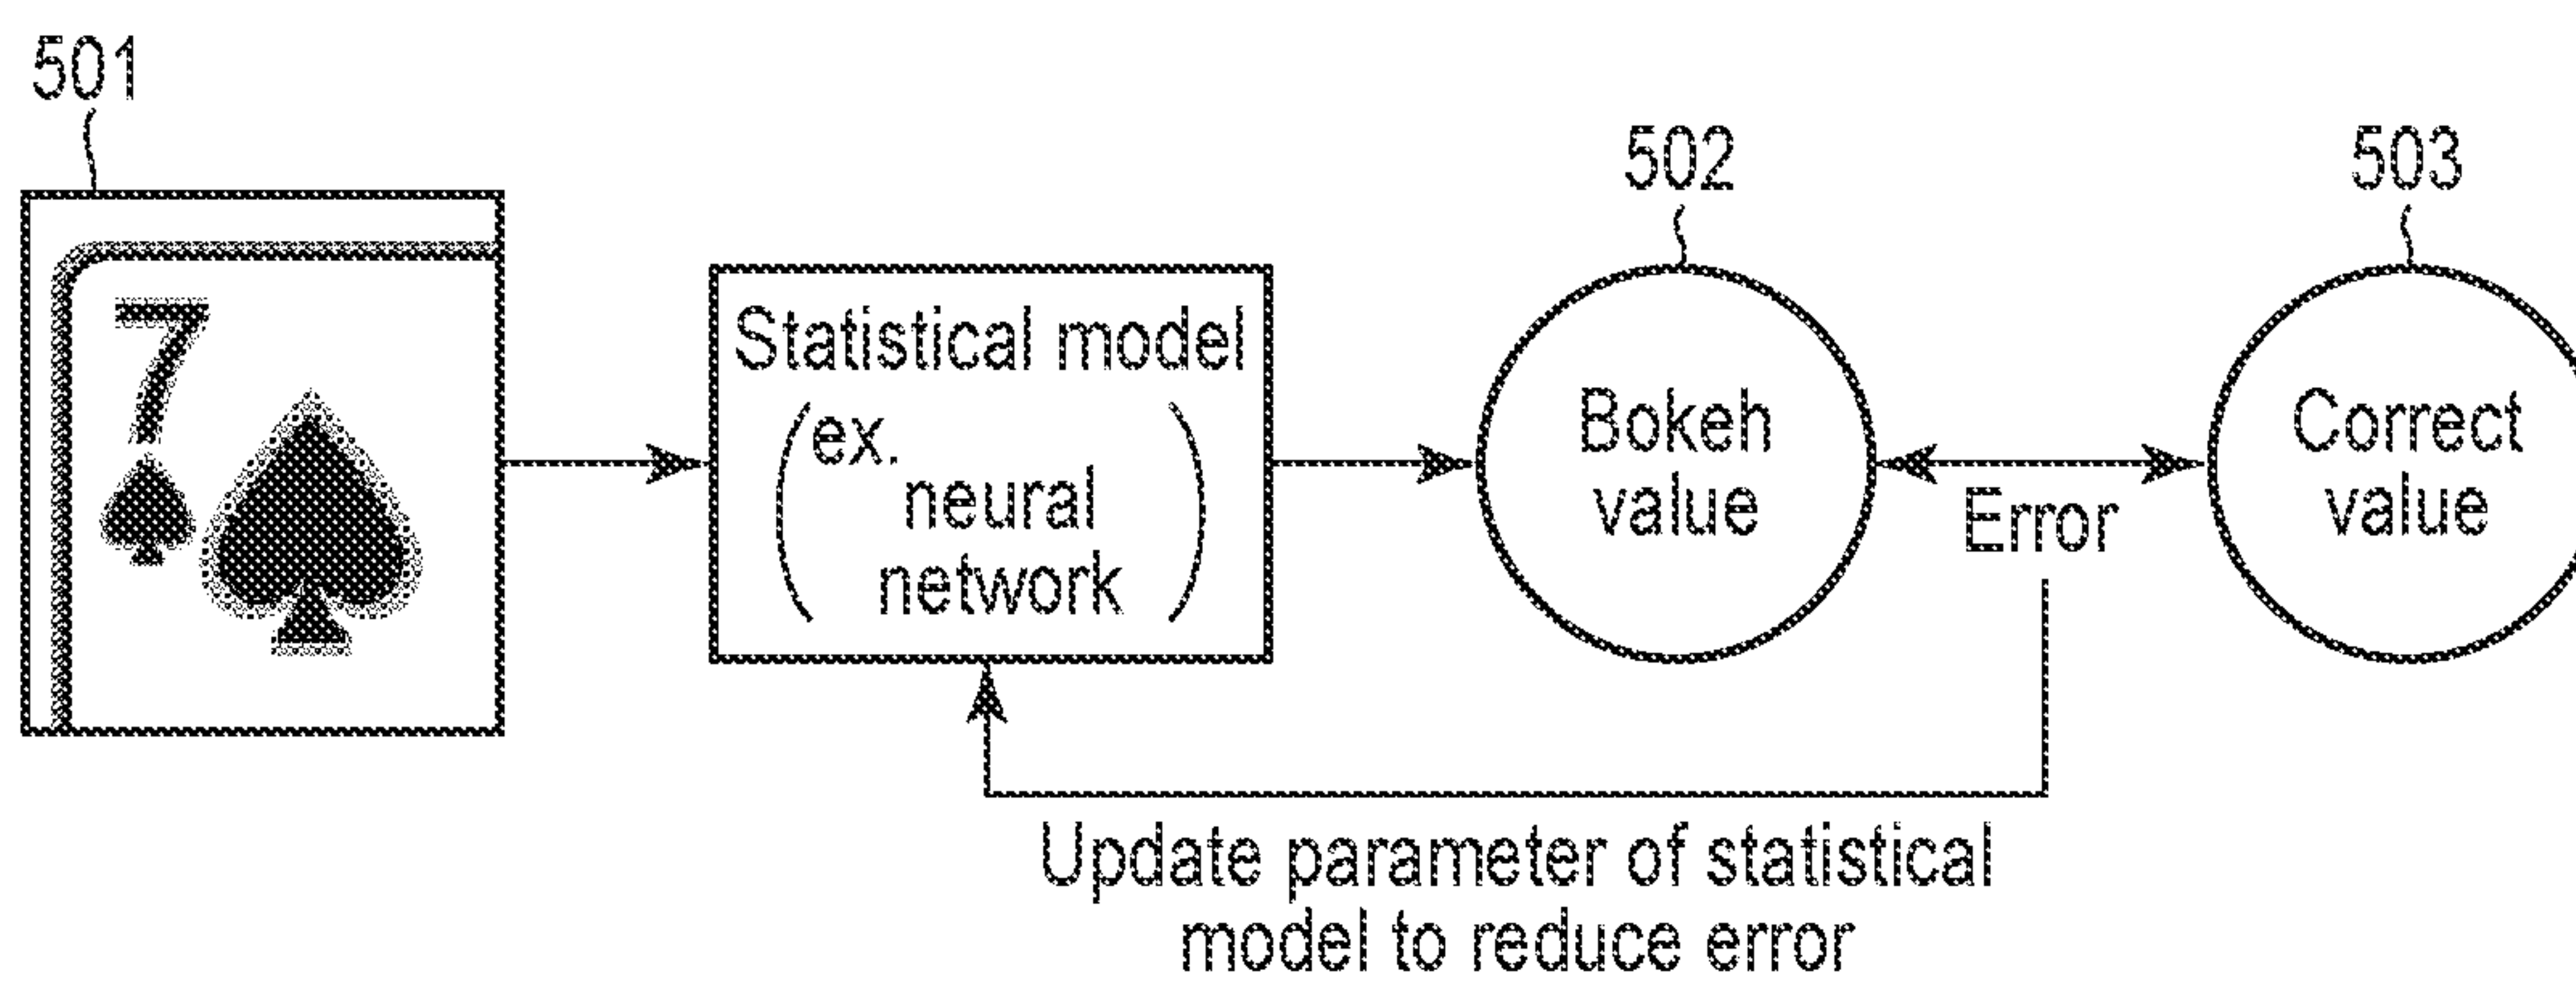 501
502
503
7
Statistical model
(ex.
neural
network)
Bokeh
value
Error
Correct
value
Update parameter of statistical
model to reduce error